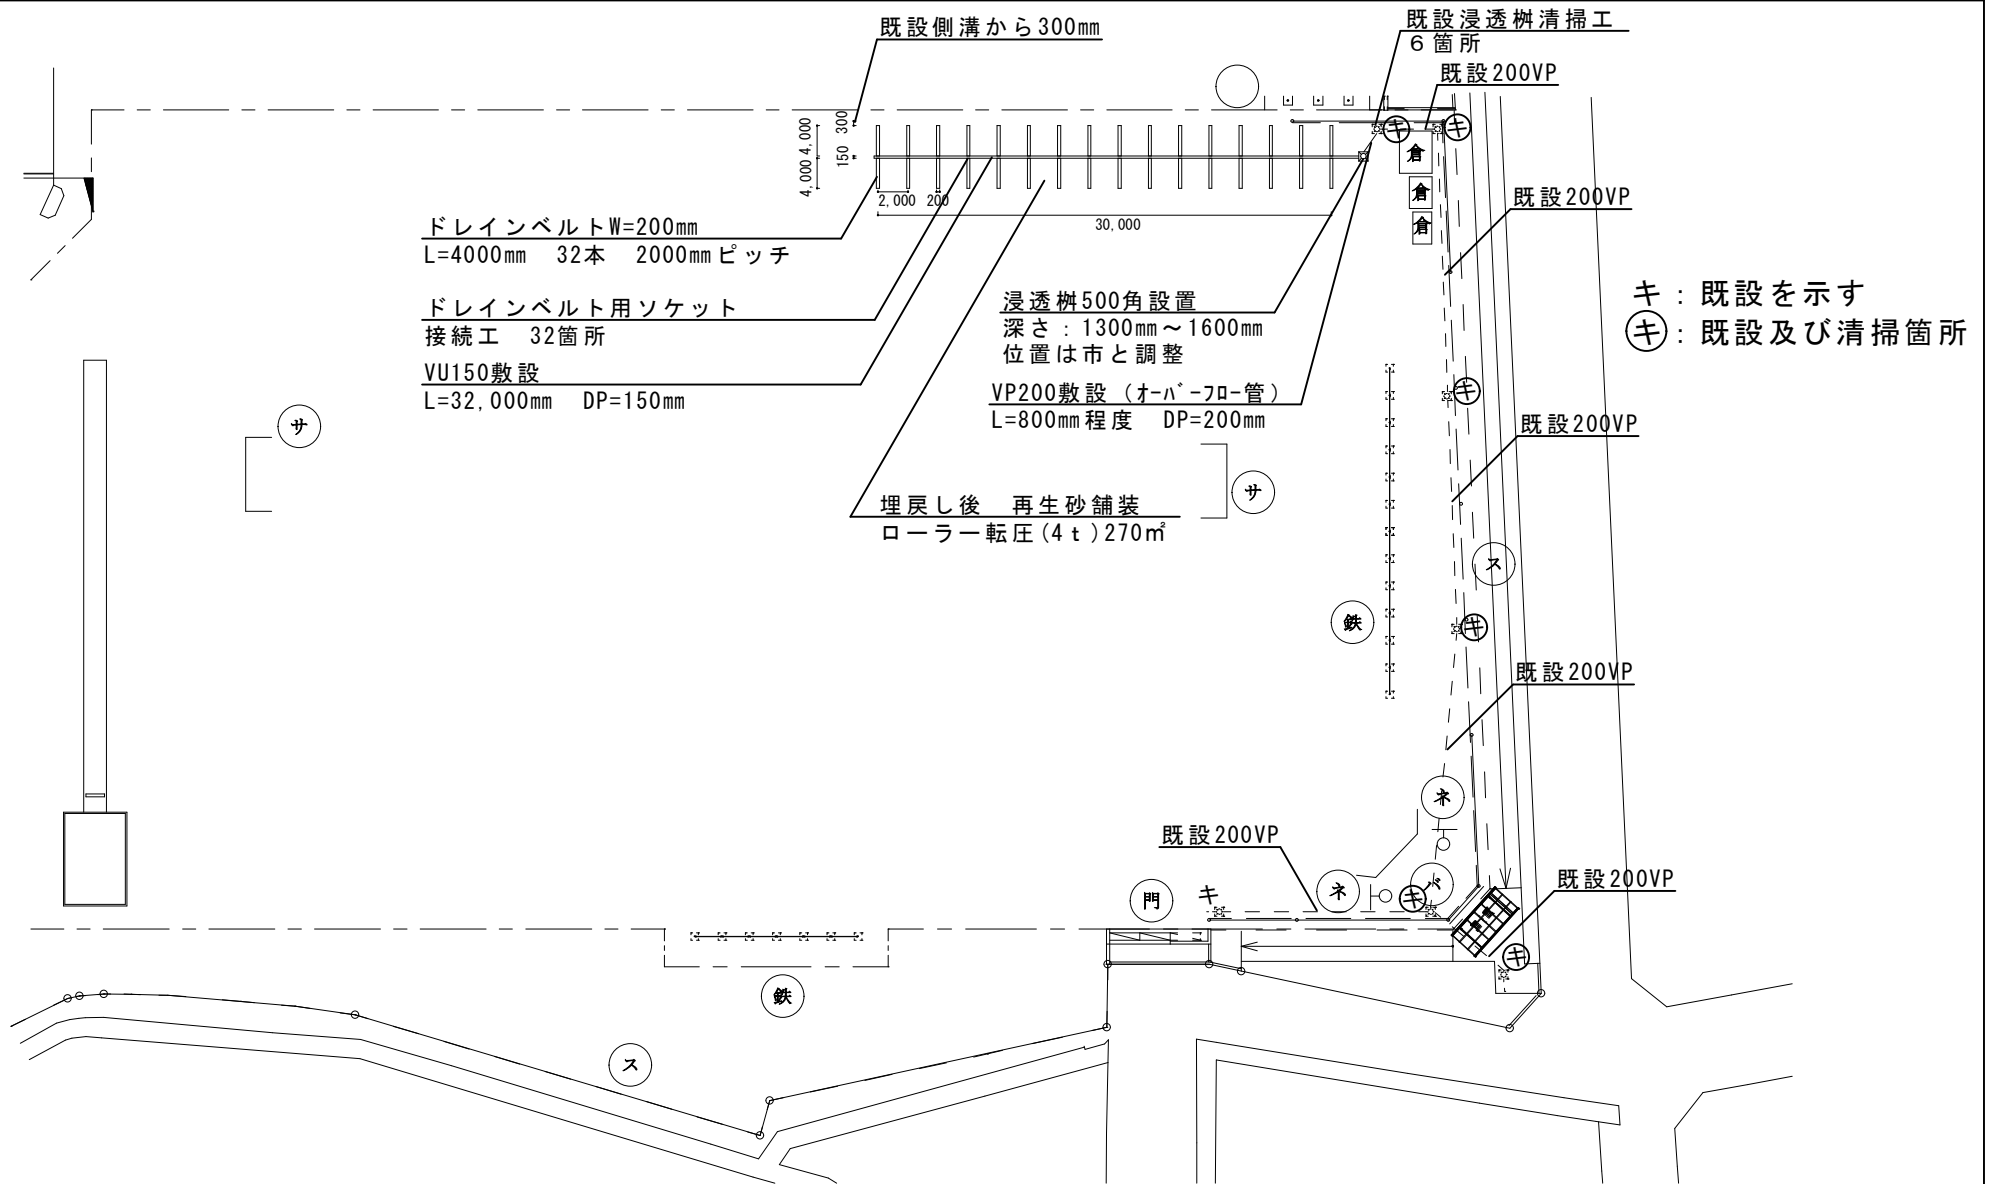 既設側溝から300mm
既設浸透桝清掃工
6箇所
既設200VP
4,000
4,000
300
150
2,000
200
30,000
キ
キ
倉
倉
倉
既設200VP
ドレインベルトW=200mm
L=4000mm 32本 2000mmピッチ
ドレインベルト用ソケット
接続工 32箇所
VU150敷設
L=32,000mm DP=150mm
浸透桝500角設置
深さ：1300mm～1600mm
位置は市と調整
VP200敷設（ｵｰﾊﾞｰﾌﾛｰ管）
L=800mm程度 DP=200mm
キ：既設を示す
キ：既設及び清掃箇所
キ
サ
既設200VP
サ
埋戻し後 再生砂舗装
ローラー転圧(4ｔ)270㎡
ス
鉄
キ
既設200VP
ネ
既設200VP
門
キ
ネ
キ
バ
既設200VP
キ
鉄
ス